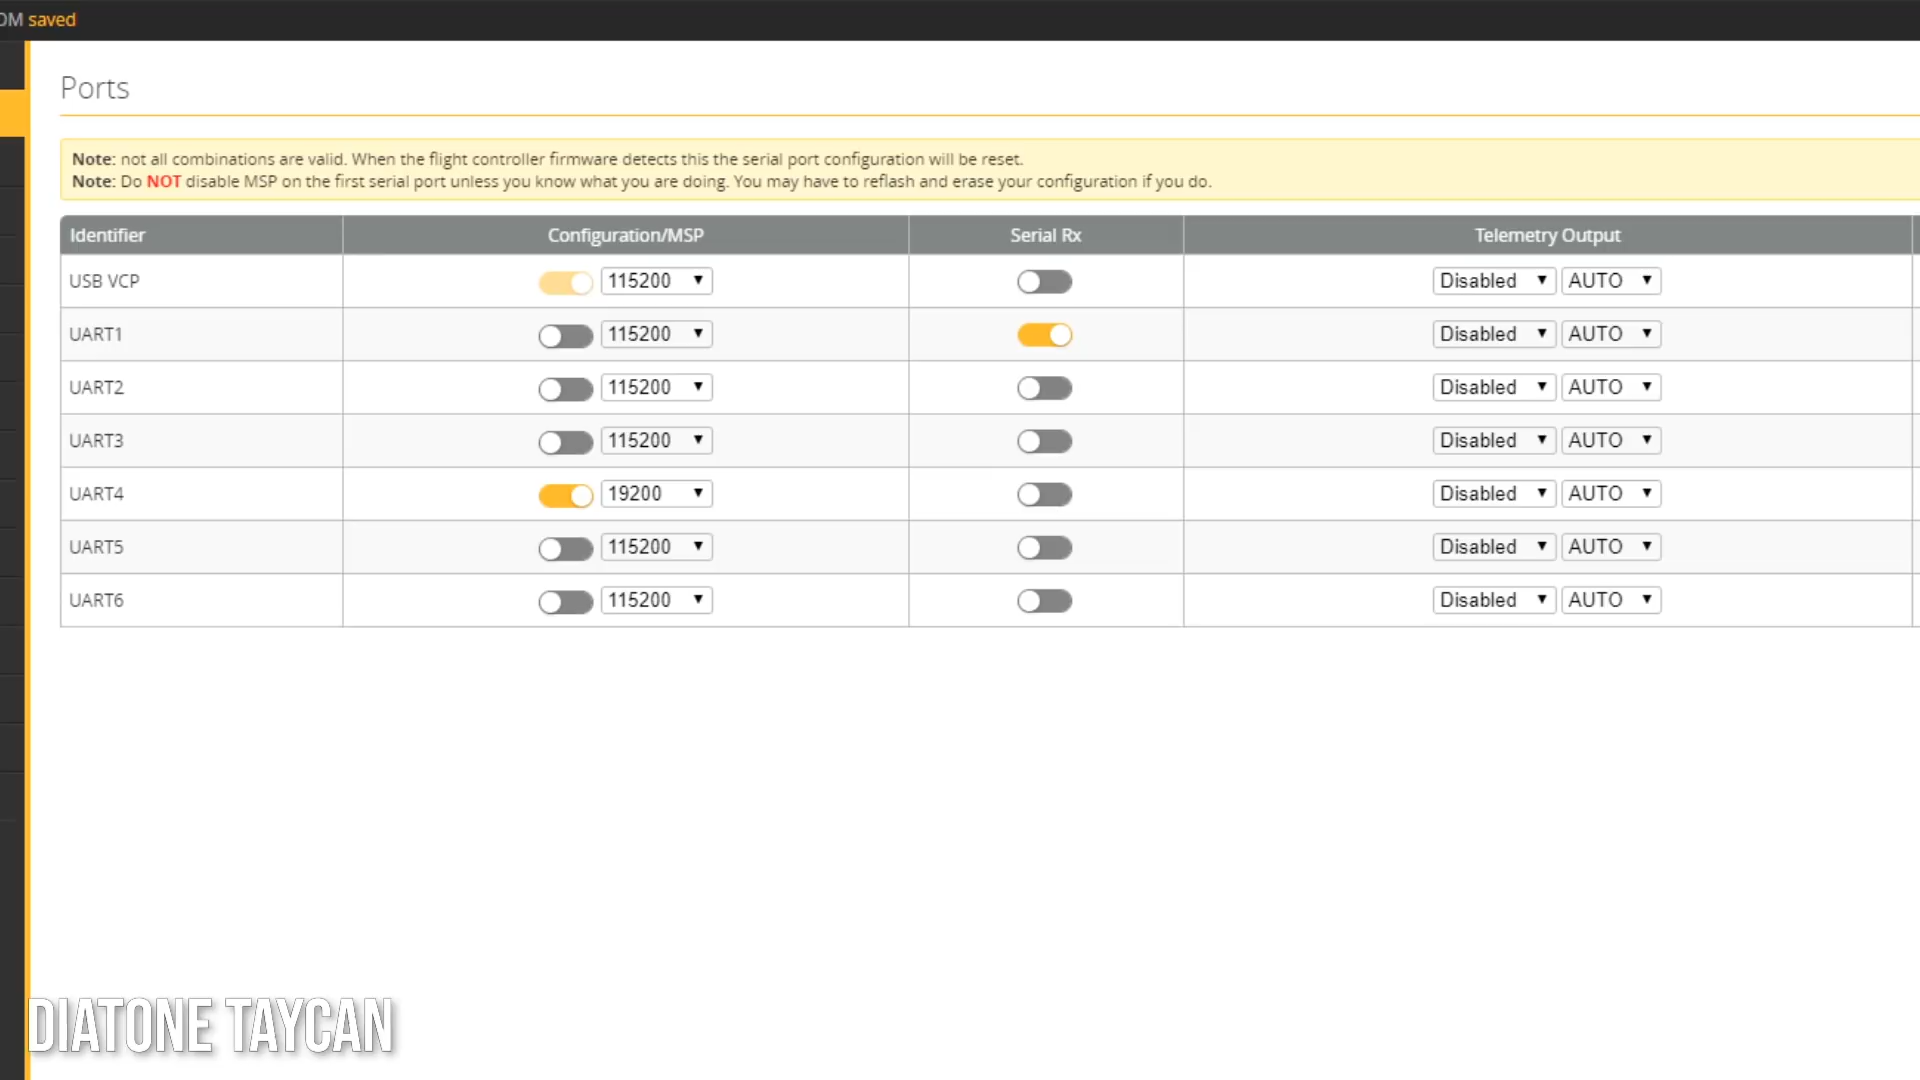 OM saved
Ports
Note: not all combinations are valid. When the flight controller firmware detects this the serial port configuration will be reset.
Note: Do NOT disable MSP on the first serial port unless you know what you are doing. You may have to reflash and erase your configuration if you do.
Identifier Configuration/MSP Serial Rx Telemetry Output
USB VCP 115200 Disabled AUTO
UART1 115200 Disabled AUTO
UART2 115200 Disabled AUTO
UART3 115200 Disabled AUTO
UART4 19200 Disabled AUTO
UART5 115200 Disabled AUTO
UART6 115200 Disabled AUTO
DIATONE TAYCAN